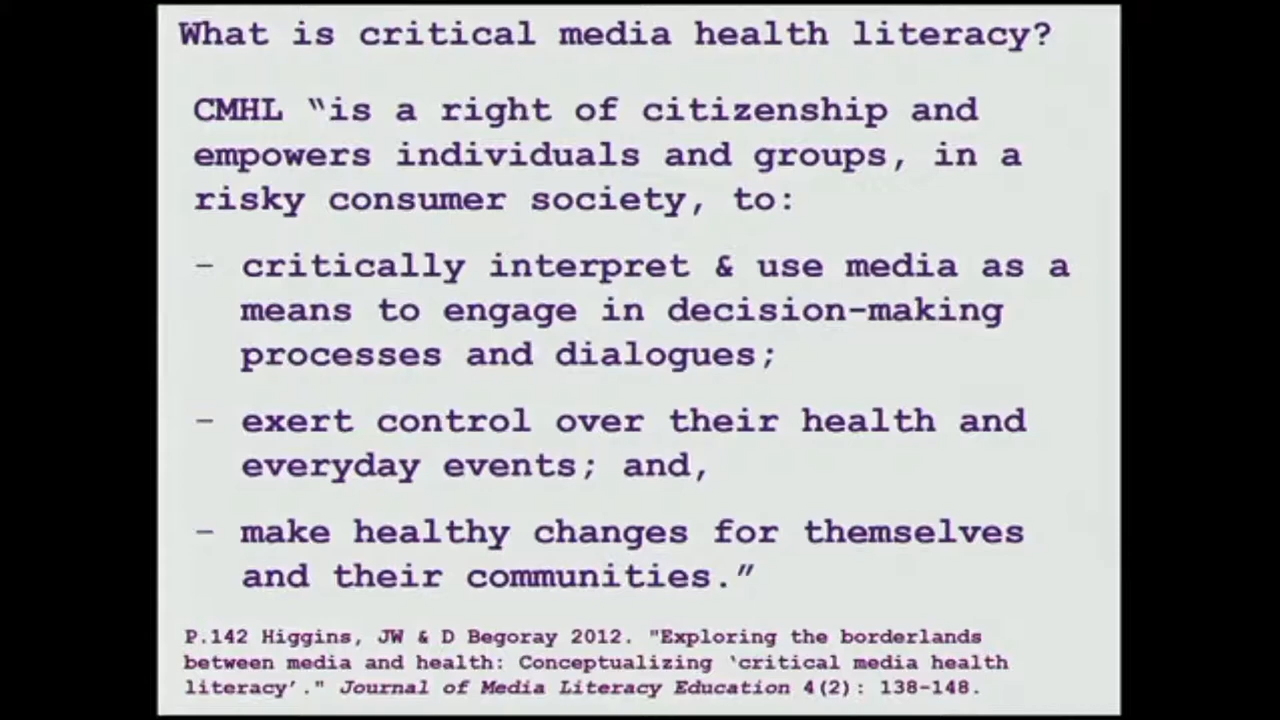 What is critical media health literacy?
CMHL “is a right of citizenship and
empowers individuals and groups, in a
risky consumer society, to:
– critically interpret & use media as a
means to engage in decision-making
processes and dialogues;
– exert control over their health and
everyday events; and,
– make healthy changes for themselves
and their communities.”
P.142 Higgins, JW & D Begoray 2012. "Exploring the borderlands
between media and health: Conceptualizing ‘critical media health
literacy’." Journal of Media Literacy Education 4(2): 138-148.